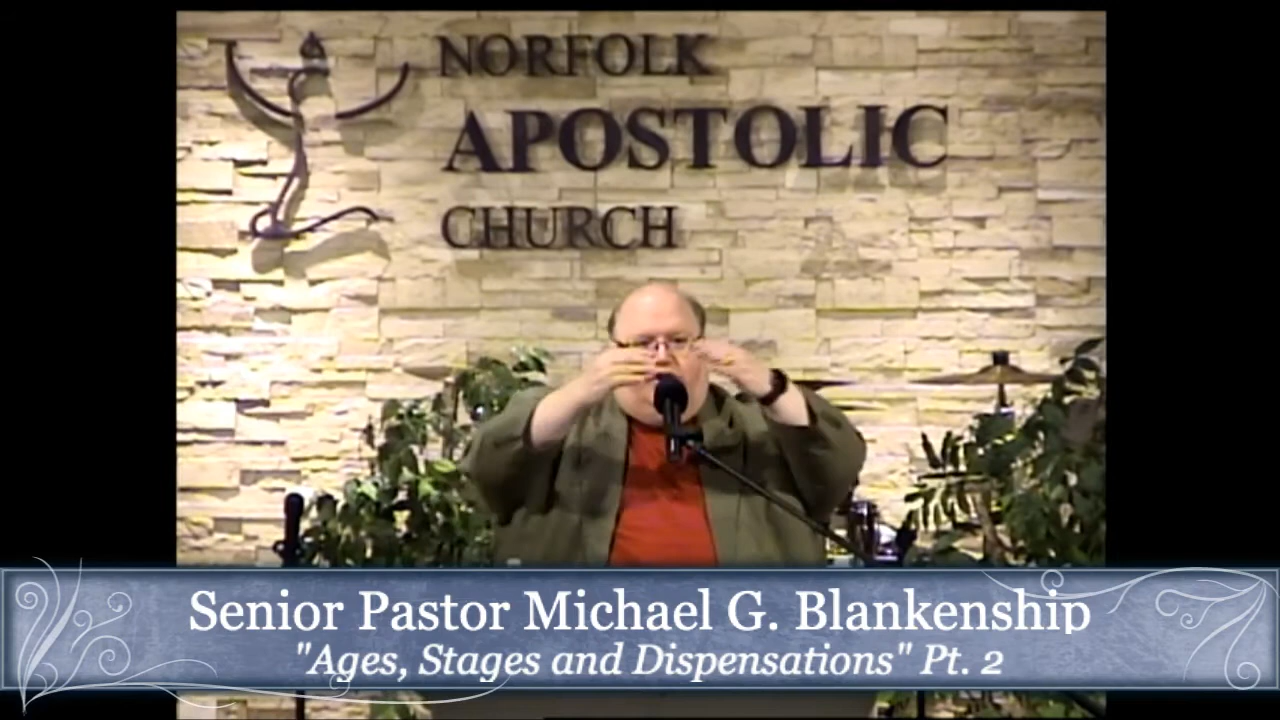 NORFOLK
APOSTOLIC
CHURCH
Senior Pastor Michael G. Blankenship
"Ages, Stages and Dispensations" Pt. 2